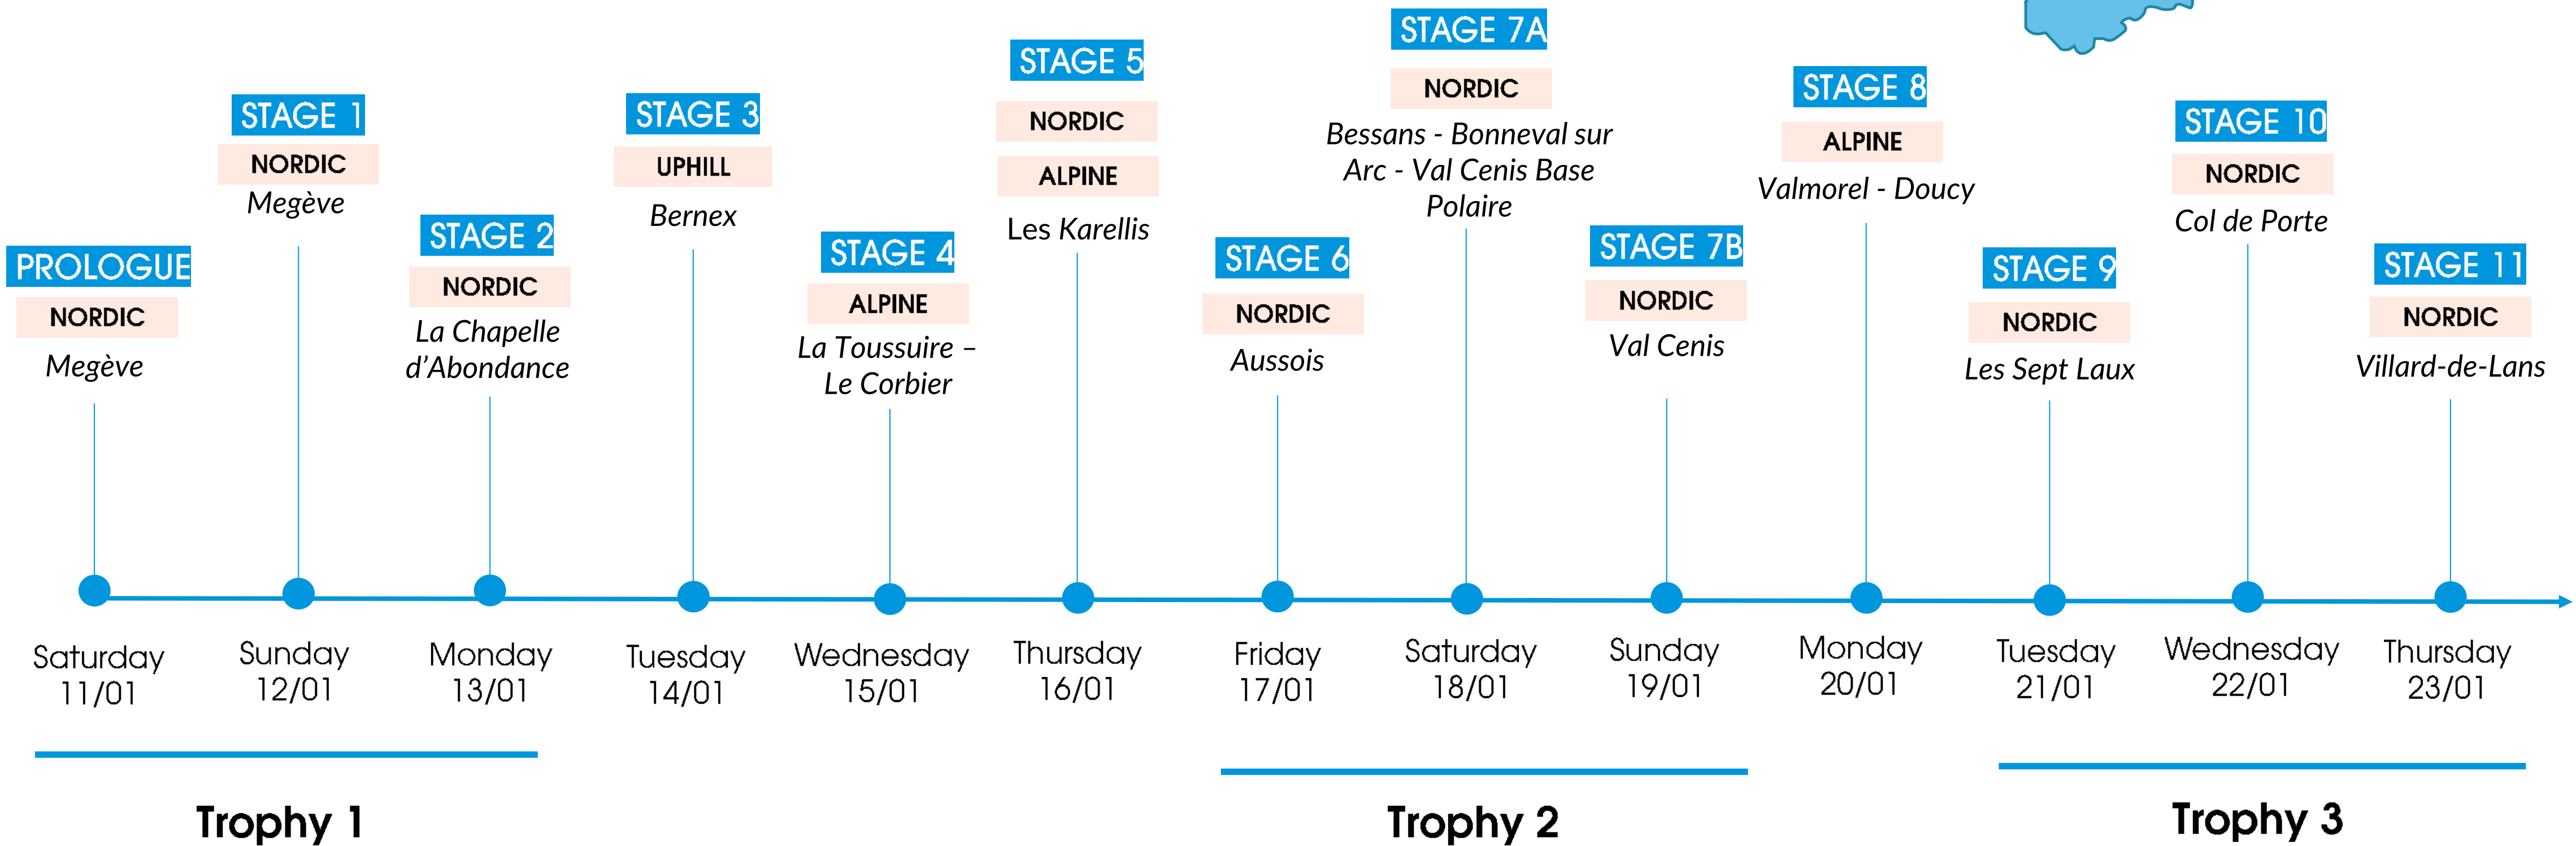 PROLOGUE
NORDIC
Megève
Saturday
11/01
STAGE 1
NORDIC
Megève
Sunday
12/01
STAGE 2
NORDIC
La Chapelle
d’Abondance
Monday
13/01
STAGE 3
UPHILL
Bernex
Tuesday
14/01
STAGE 4
ALPINE
La Toussuire –
Le Corbier
Wednesday
15/01
STAGE 5
NORDIC
ALPINE
Les Karellis
Thursday
16/01
STAGE 6
NORDIC
Aussois
Friday
17/01
STAGE 7A
NORDIC
Bessans - Bonneval sur
Arc - Val Cenis Base
Polaire
Saturday
18/01
STAGE 7B
NORDIC
Val Cenis
Sunday
19/01
STAGE 8
ALPINE
Valmorel - Doucy
Monday
20/01
STAGE 9
NORDIC
Les Sept Laux
Tuesday
21/01
STAGE 10
NORDIC
Col de Porte
Wednesday
22/01
STAGE 11
NORDIC
Villard-de-Lans
Thursday
23/01
Trophy 1
Trophy 2
Trophy 3